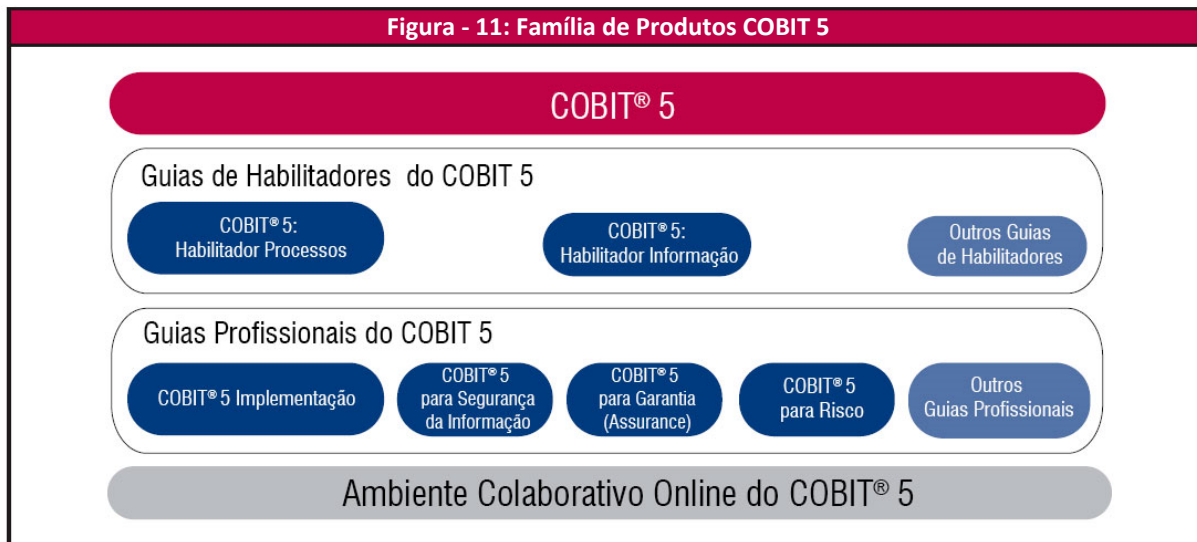 Figura - 11: Família de Produtos COBIT 5
COBIT® 5
Guias de Habilitadores do COBIT 5
COBIT® 5:
Habilitador Processos
COBIT® 5:
Habilitador Informação
Outros Guias
de Habilitadores
Guias Profissionais do COBIT 5
COBIT® 5 Implementação
COBIT® 5
para Segurança
da Informação
COBIT® 5
para Garantia
(Assurance)
COBIT® 5
para Risco
Outros
Guias Profissionais
Ambiente Colaborativo Online do COBIT® 5